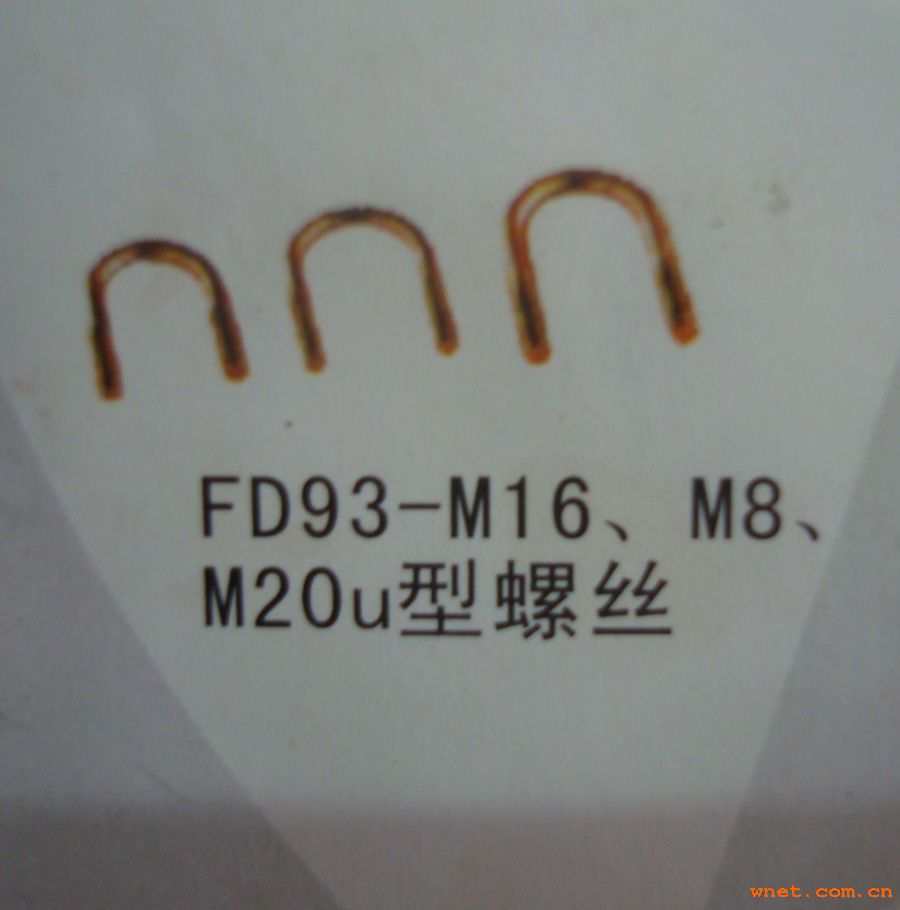 FD93-M16、M8、
M20u型螺丝
wnet.com.cn